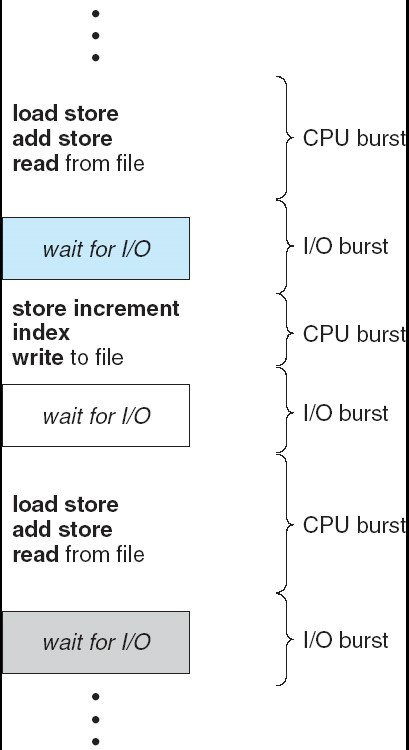 load store
add store
read from file
CPU burst
wait for I/O
I/O burst
store increment
index
write to file
CPU burst
wait for I/O
I/O burst
load store
add store
read from file
CPU burst
wait for I/O
I/O burst